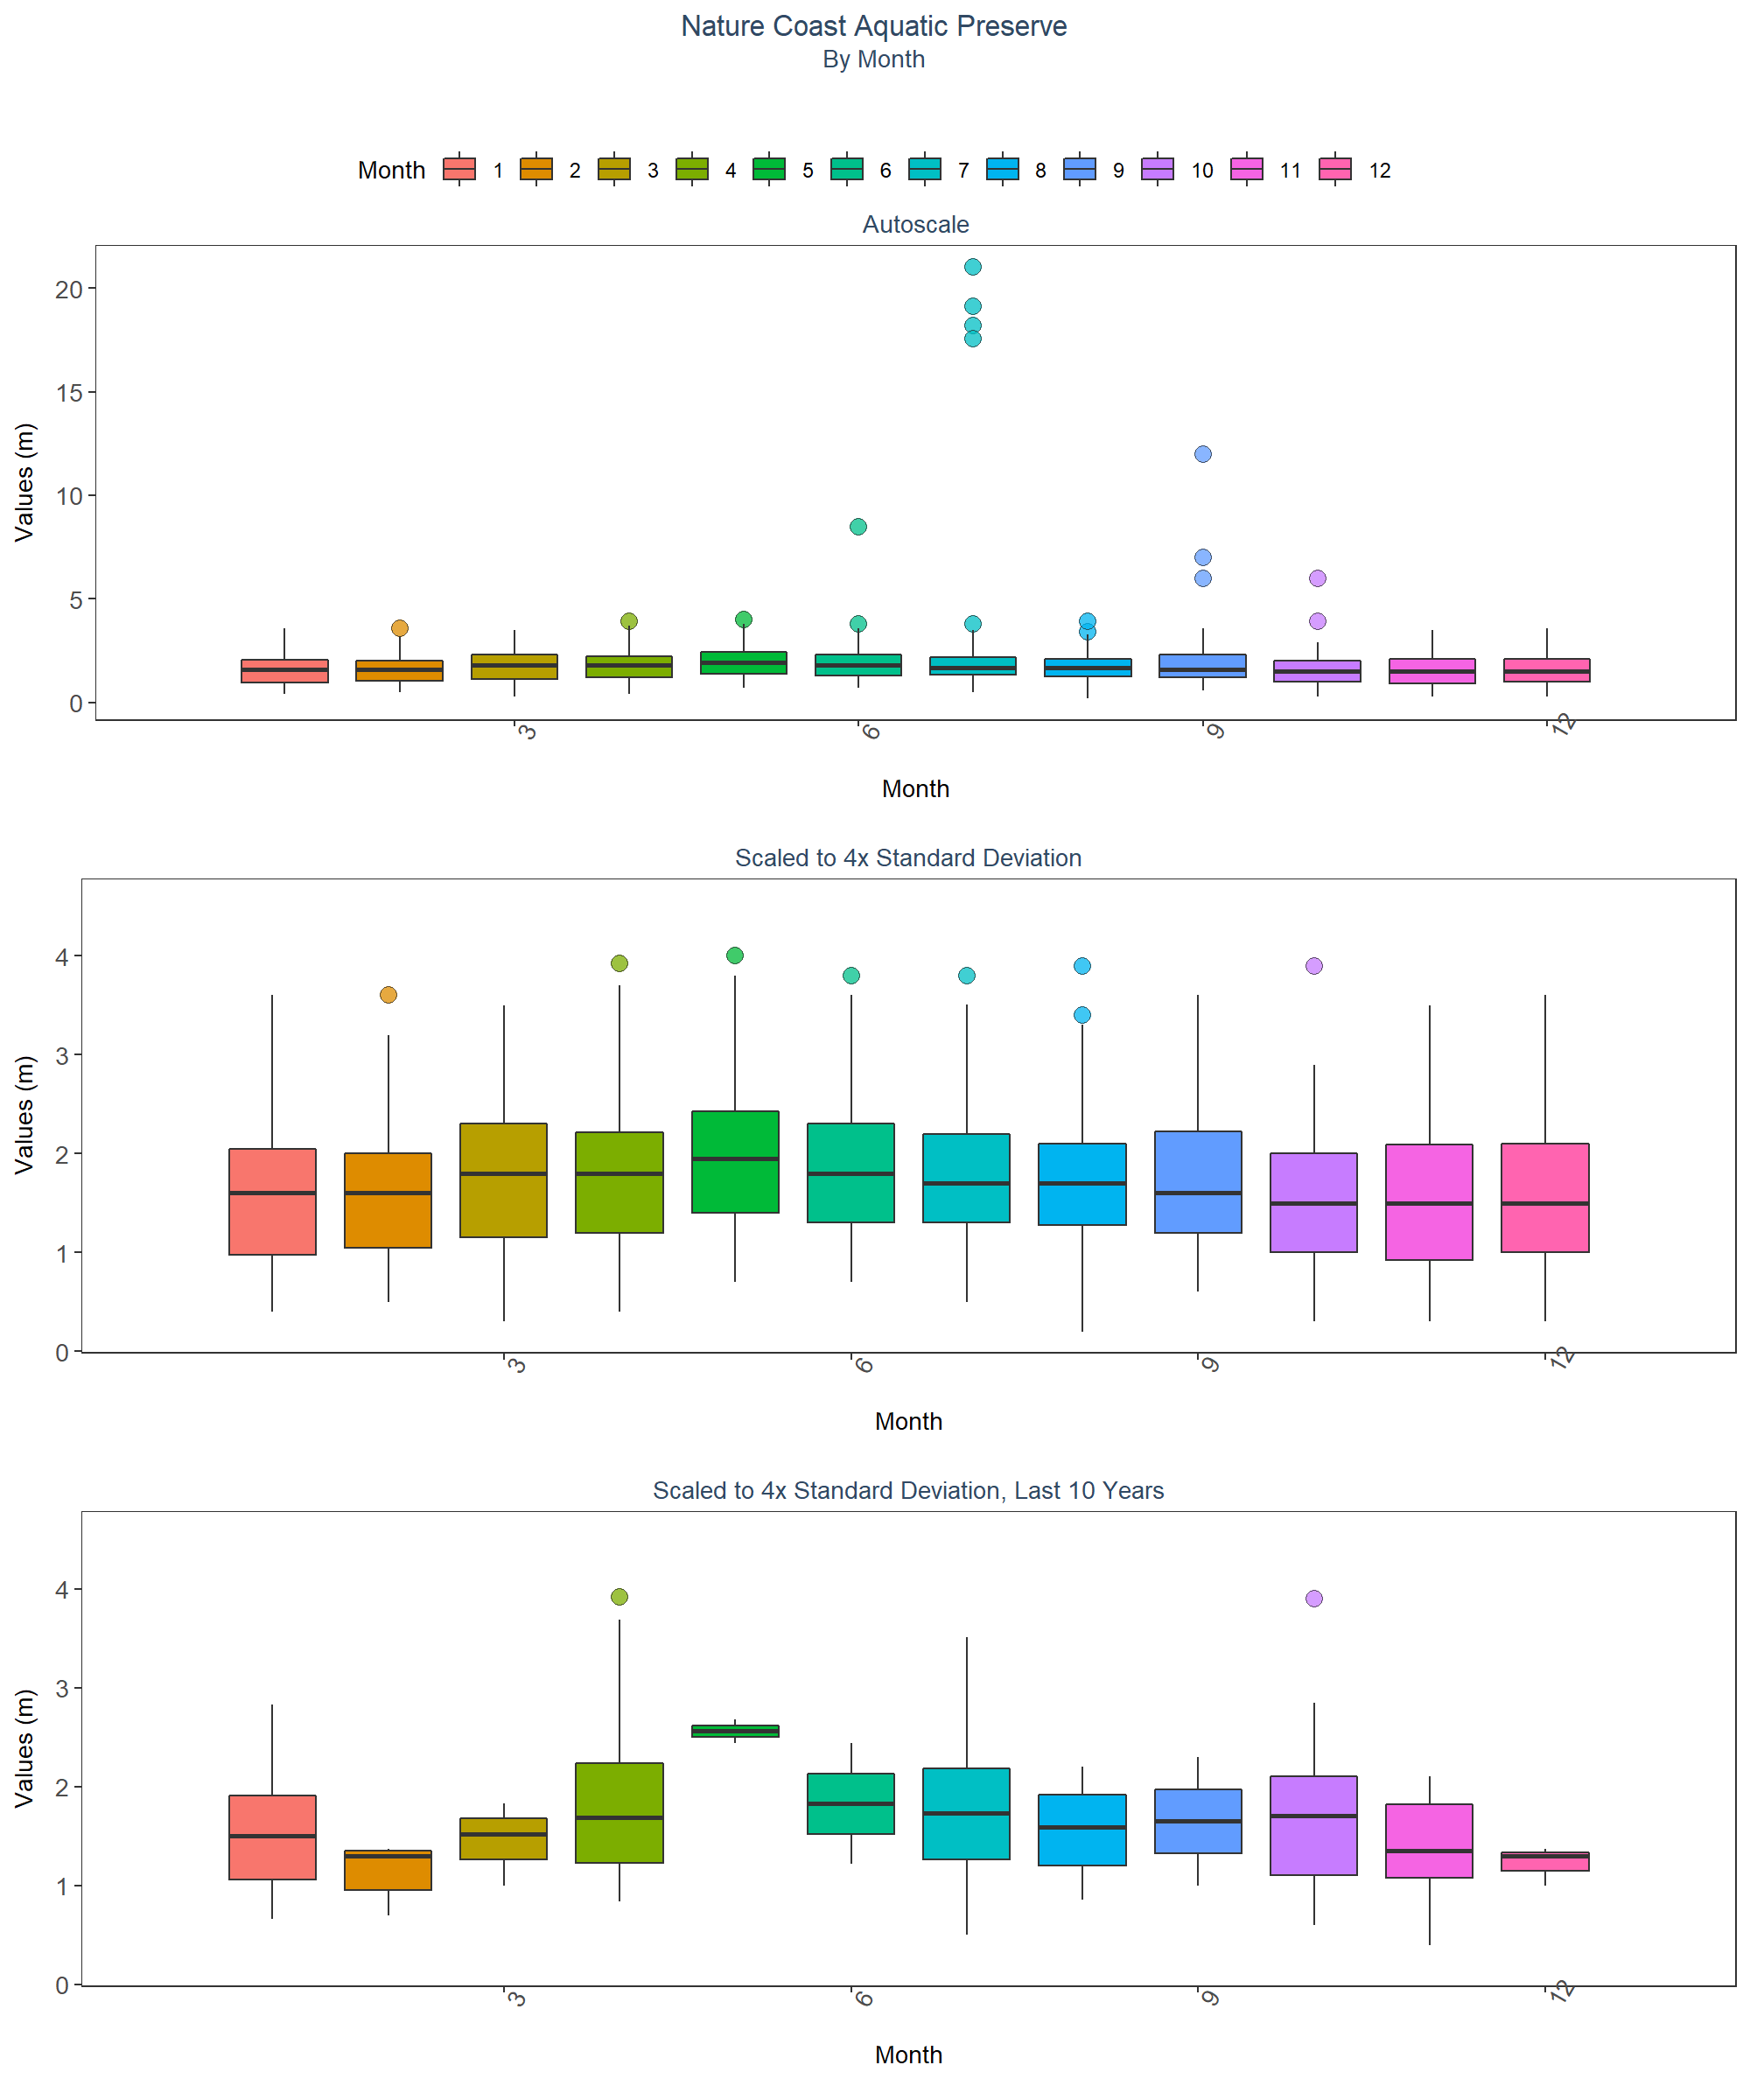 Nature Coast Aquatic Preserve
By Month
Month 1 2 3 4 5 6 7 8 9 10 11 12
Autoscale
20
15
10
5
0
Values (m)
3 6 9 12
Month
Scaled to 4x Standard Deviation
4
3
2
1
0
Values (m)
3 6 9 12
Month
Scaled to 4x Standard Deviation, Last 10 Years
4
3
2
1
0
Values (m)
3 6 9 12
Month